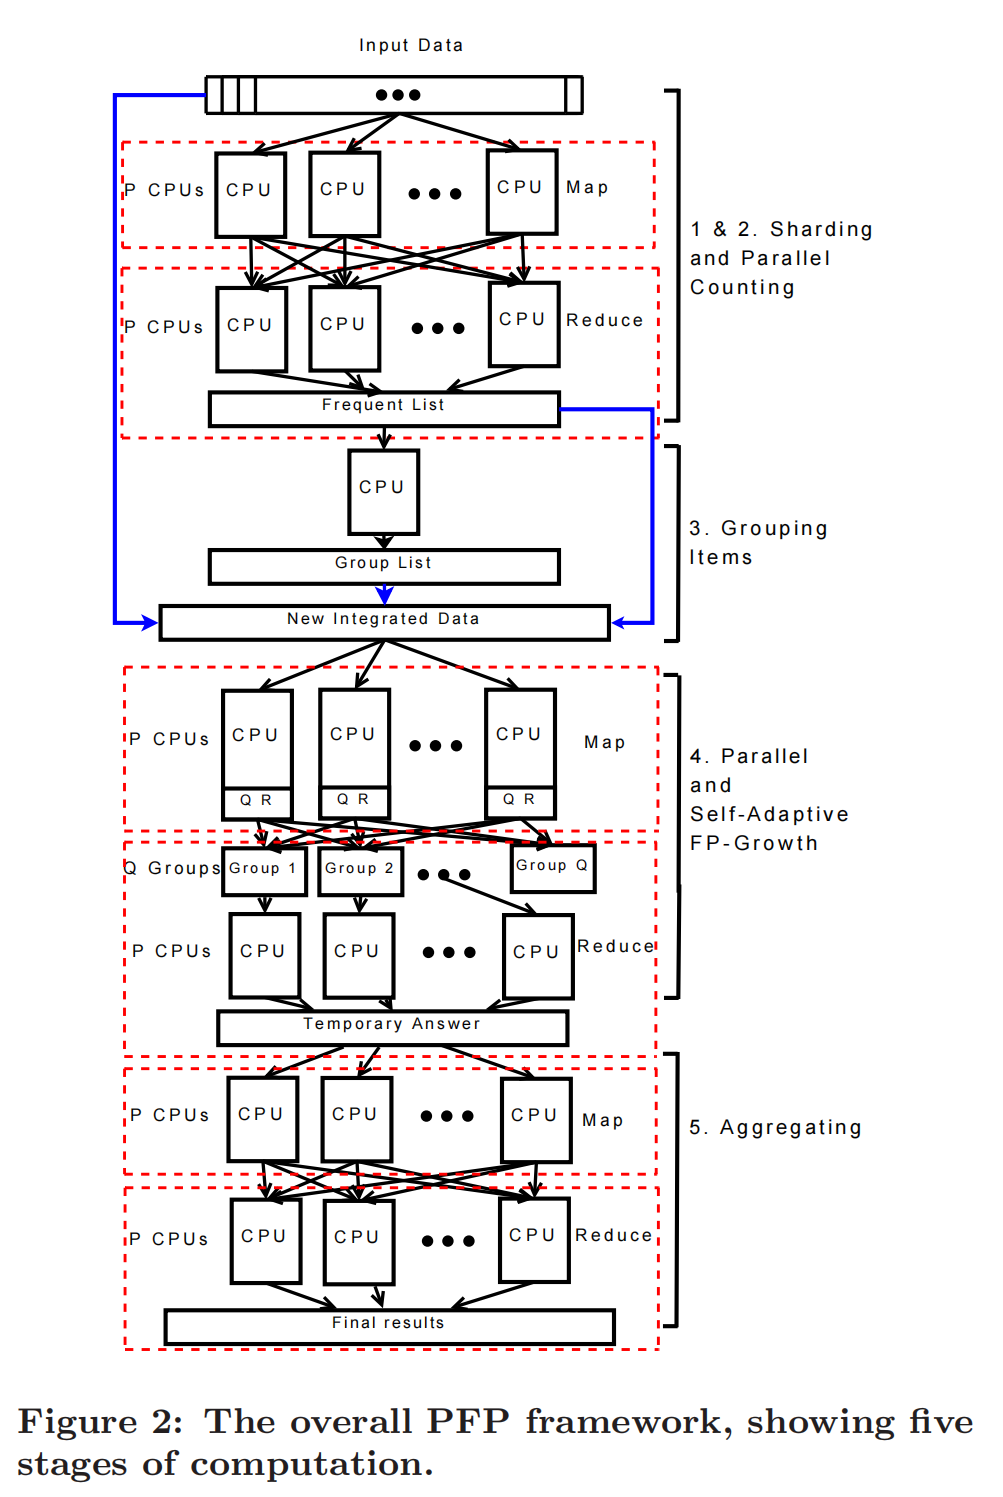 Input Data
P CPUs CPU CPU CPU Map
1 & 2. Sharding
and Parallel
Counting
P CPUs CPU CPU CPU Reduce
Frequent List
CPU
3. Grouping
Items
Group List
New Integrated Data
P CPUs CPU CPU CPU Map
Q R Q R Q R
4. Parallel
and
Self-Adaptive
FP-Growth
Q Groups Group 1 Group 2 Group Q
P CPUs CPU CPU CPU Reduce
Temporary Answer
P CPUs CPU CPU CPU Map
5. Aggregating
P CPUs CPU CPU CPU Reduce
Final results
Figure 2: The overall PFP framework, showing five
stages of computation.